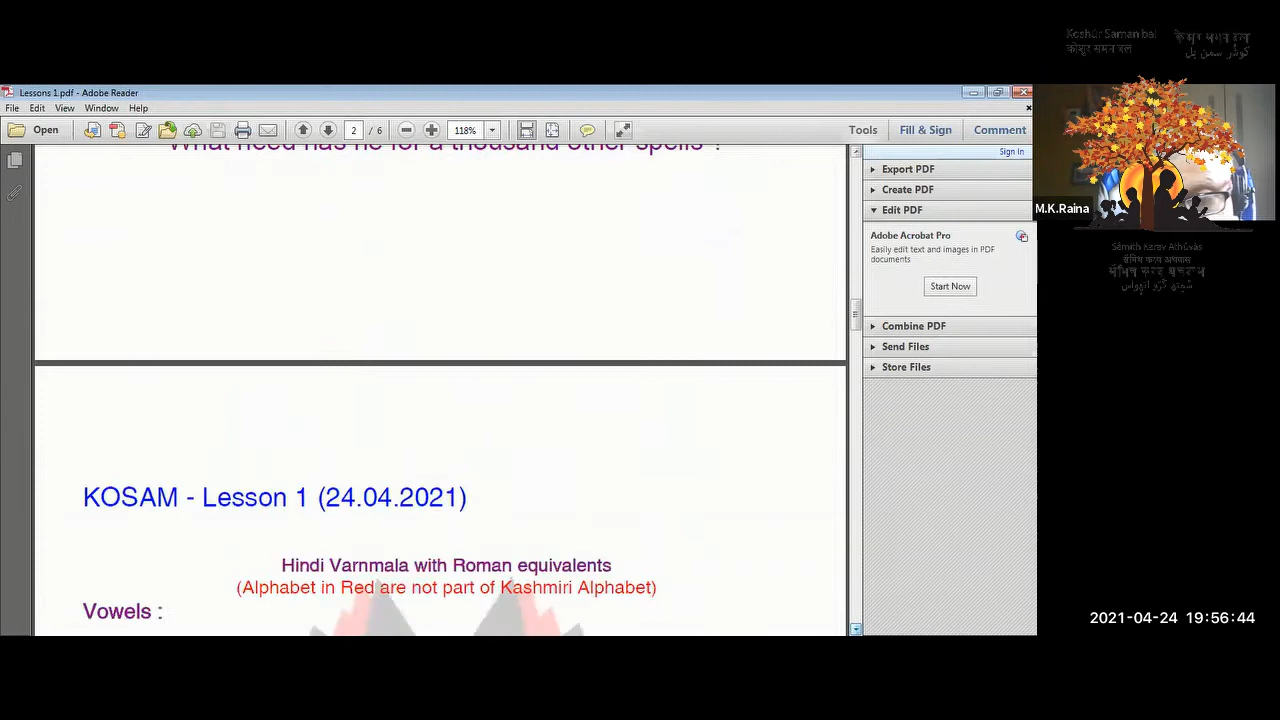 Koshür Saman bal
कोशुर समन बल
کوشُر سمن بل
Lessons 1.pdf - Adobe Reader
File Edit View Window Help
Open 2 / 6 118% Tools Fill & Sign Comment
Sign In
What need has he for a thousand other spells ?
Export PDF
Create PDF
Edit PDF
Adobe Acrobat Pro
Easily edit text and images in PDF
documents
Start Now
Combine PDF
Send Files
Store Files
M.K.Raina
KOSAM - Lesson 1 (24.04.2021)
Hindi Varnmala with Roman equivalents
(Alphabet in Red are not part of Kashmiri Alphabet)
Vowels :
2021-04-24 19:56:44